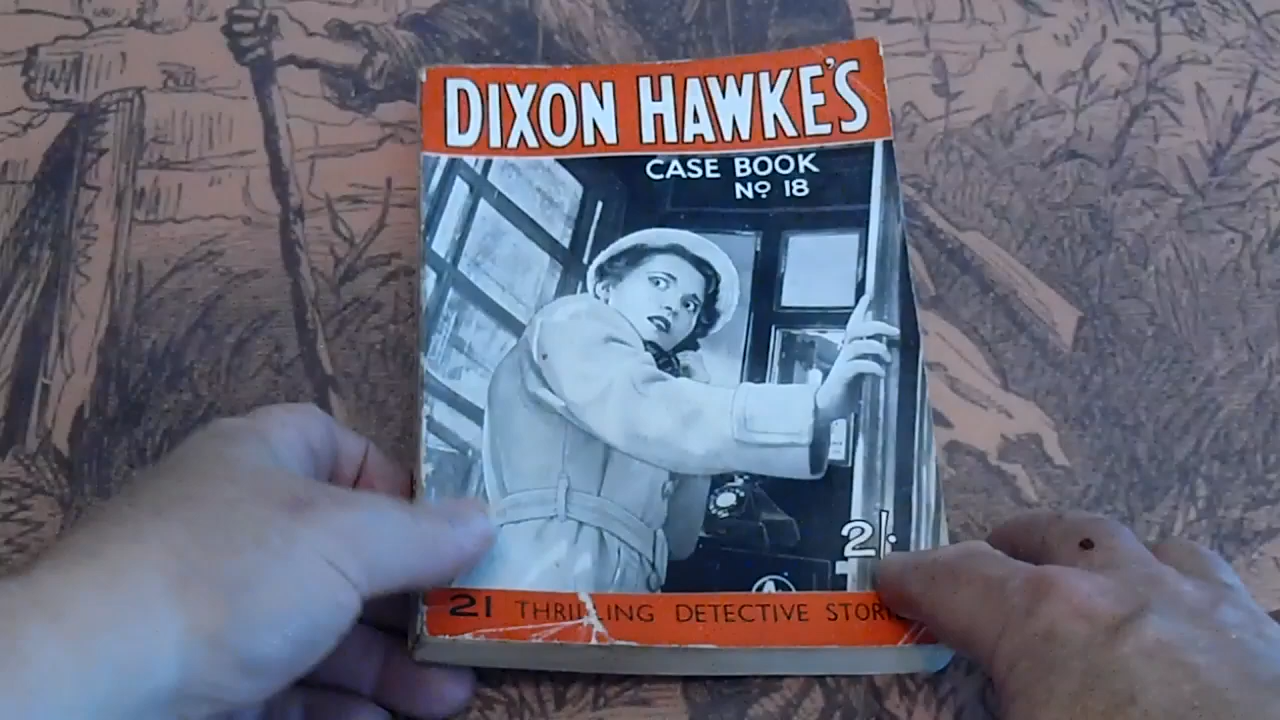 DIXON HAWKE'S
CASE BOOK
Nº 18
2/-
21 THRILLING DETECTIVE STORI